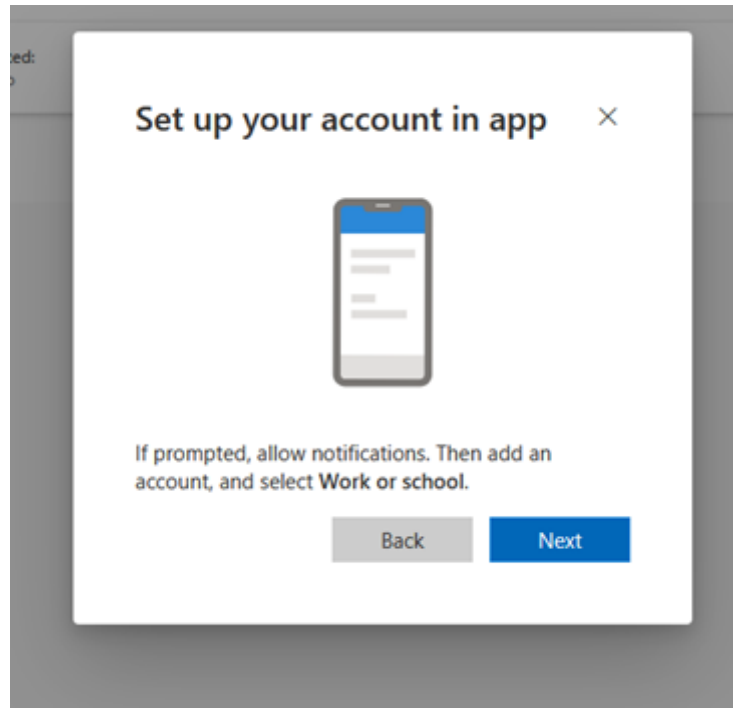 Set up your account in app
If prompted, allow notifications. Then add an
account, and select Work or school.
Back
Next